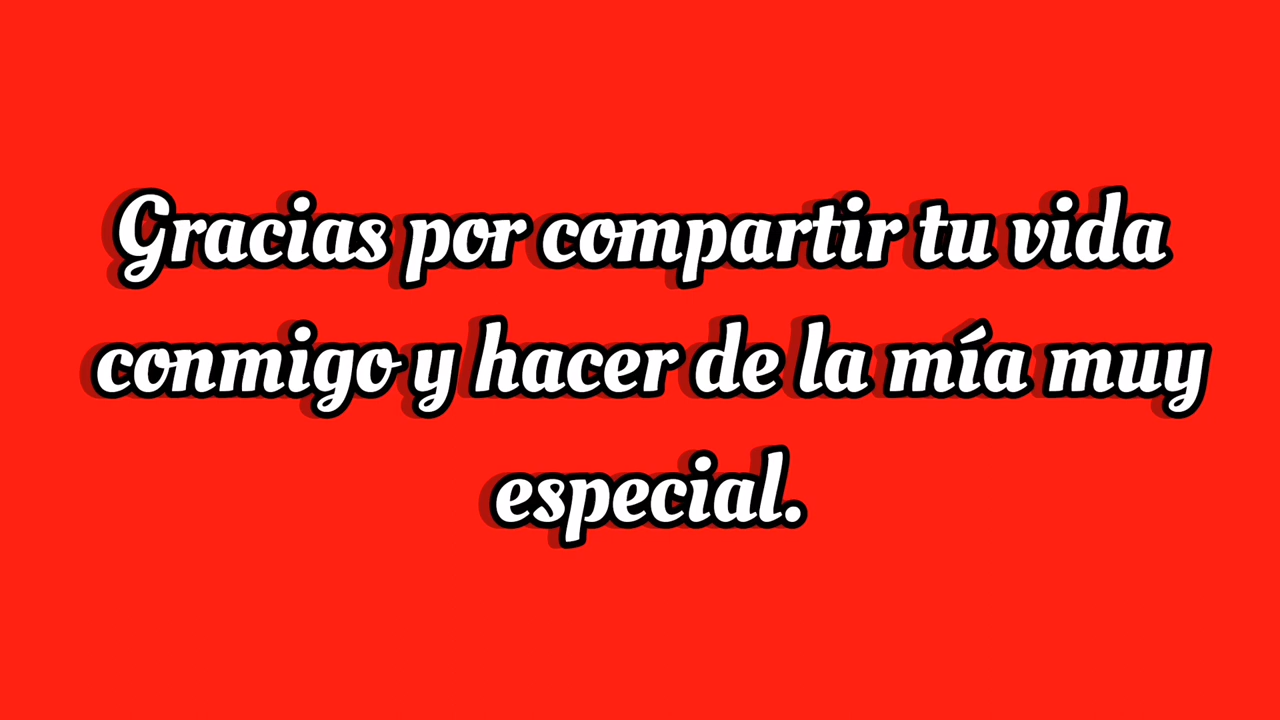 Gracias por compartir tu vida
conmigo y hacer de la mía muy
especial.